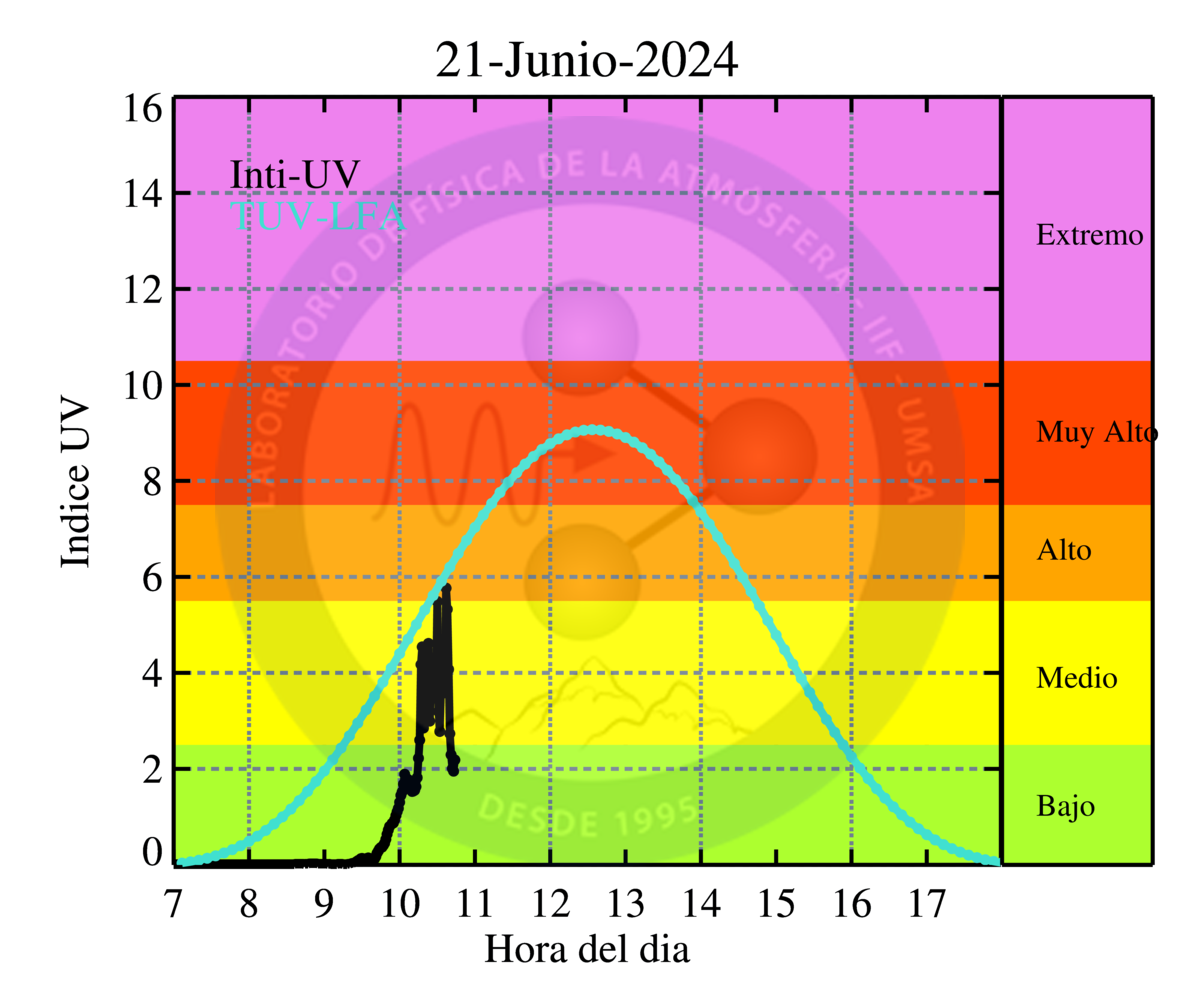 21-Junio-2024
Inti-UV
TUV-LFA
16
14
12
10
8
6
4
2
0
Indice UV
Extremo
Muy Alto
Alto
Medio
Bajo
LABORATORIO DE FÍSICA DE LA ATMÓSFERA - IIF - UMSA
DESDE 1995
7 8 9 10 11 12 13 14 15 16 17
Hora del dia